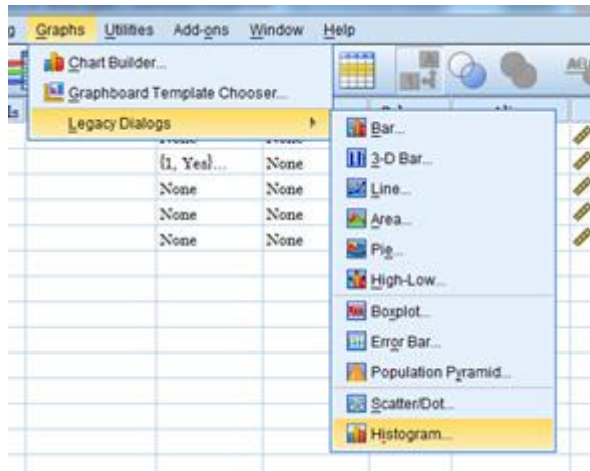 Graphs Utilities Add-ons Window Help
Chart Builder...
Graphboard Template Chooser...
Legacy Dialogs
Bar...
{1, Yes}... None
3-D Bar...
None None
Line...
None None
Area...
None None
Pie...
High-Low...
Boxplot...
Error Bar...
Population Pyramid...
Scatter/Dot...
Histogram...